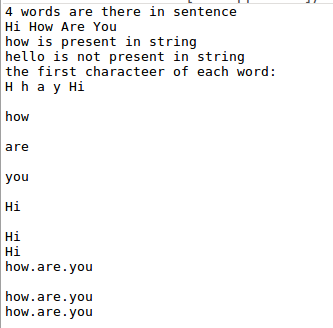 4 words are there in sentence
Hi How Are You
how is present in string
hello is not present in string
the first characteer of each word:
H h a y Hi
how
are
you
Hi
Hi
Hi
how.are.you
how.are.you
how.are.you